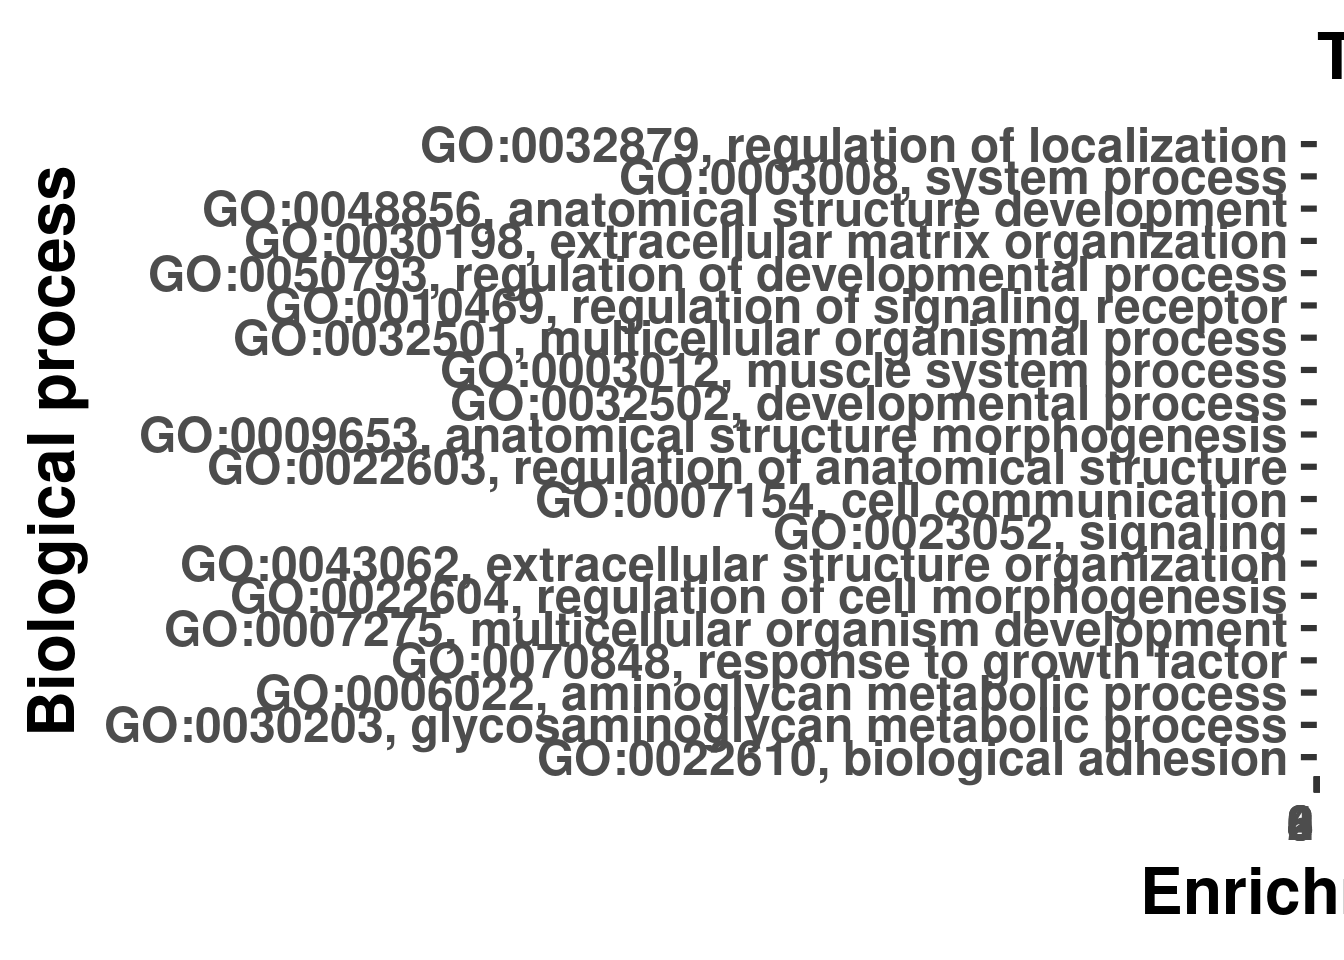 T
Biological process
GO:0032879, regulation of localization
GO:0003008, system process
GO:0048856, anatomical structure development
GO:0030198, extracellular matrix organization
GO:0050793, regulation of developmental process
GO:0010469, regulation of signaling receptor
GO:0032501, multicellular organismal process
GO:0003012, muscle system process
GO:0032502, developmental process
GO:0009653, anatomical structure morphogenesis
GO:0022603, regulation of anatomical structure
GO:0007154, cell communication
GO:0023052, signaling
GO:0043062, extracellular structure organization
GO:0022604, regulation of cell morphogenesis
GO:0007275, multicellular organism development
GO:0070848, response to growth factor
GO:0006022, aminoglycan metabolic process
GO:0030203, glycosaminoglycan metabolic process
GO:0022610, biological adhesion
Enrich